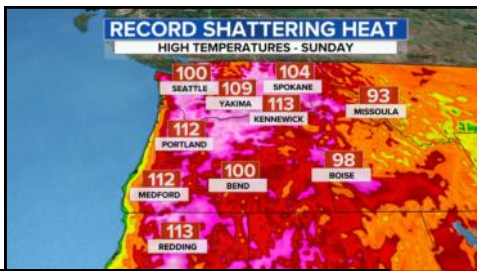 RECORD SHATTERING HEAT
HIGH TEMPERATURES - SUNDAY
100
SEATTLE
109
YAKIMA
104
SPOKANE
113
KENNEWICK
93
MISSOULA
112
PORTLAND
112
MEDFORD
100
BEND
98
BOISE
113
REDDING